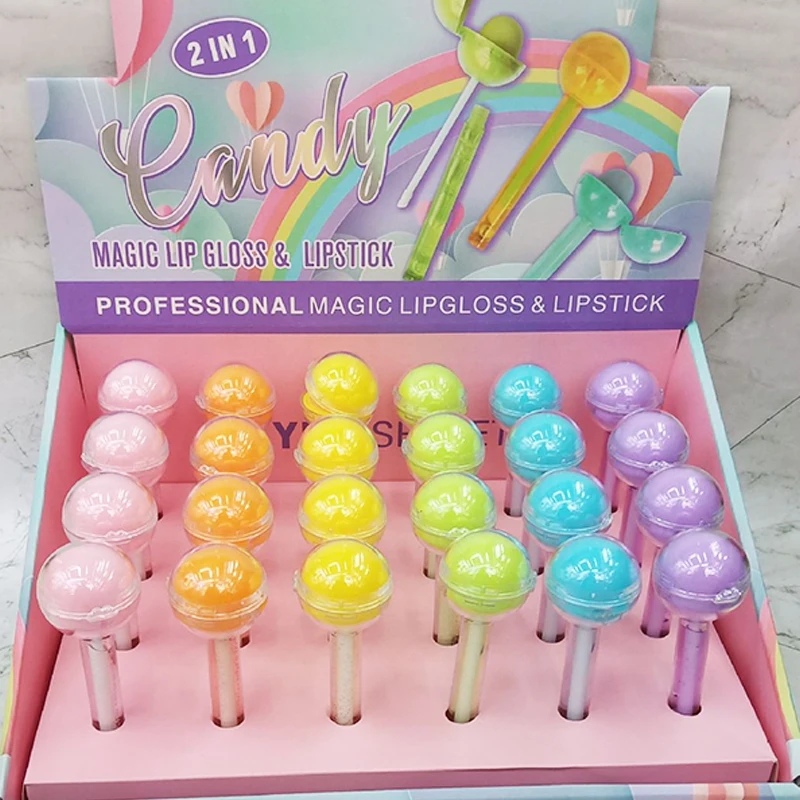 2 IN 1
Candy
MAGIC LIP GLOSS & LIPSTICK
PROFESSIONAL MAGIC LIPGLOSS & LIPSTICK